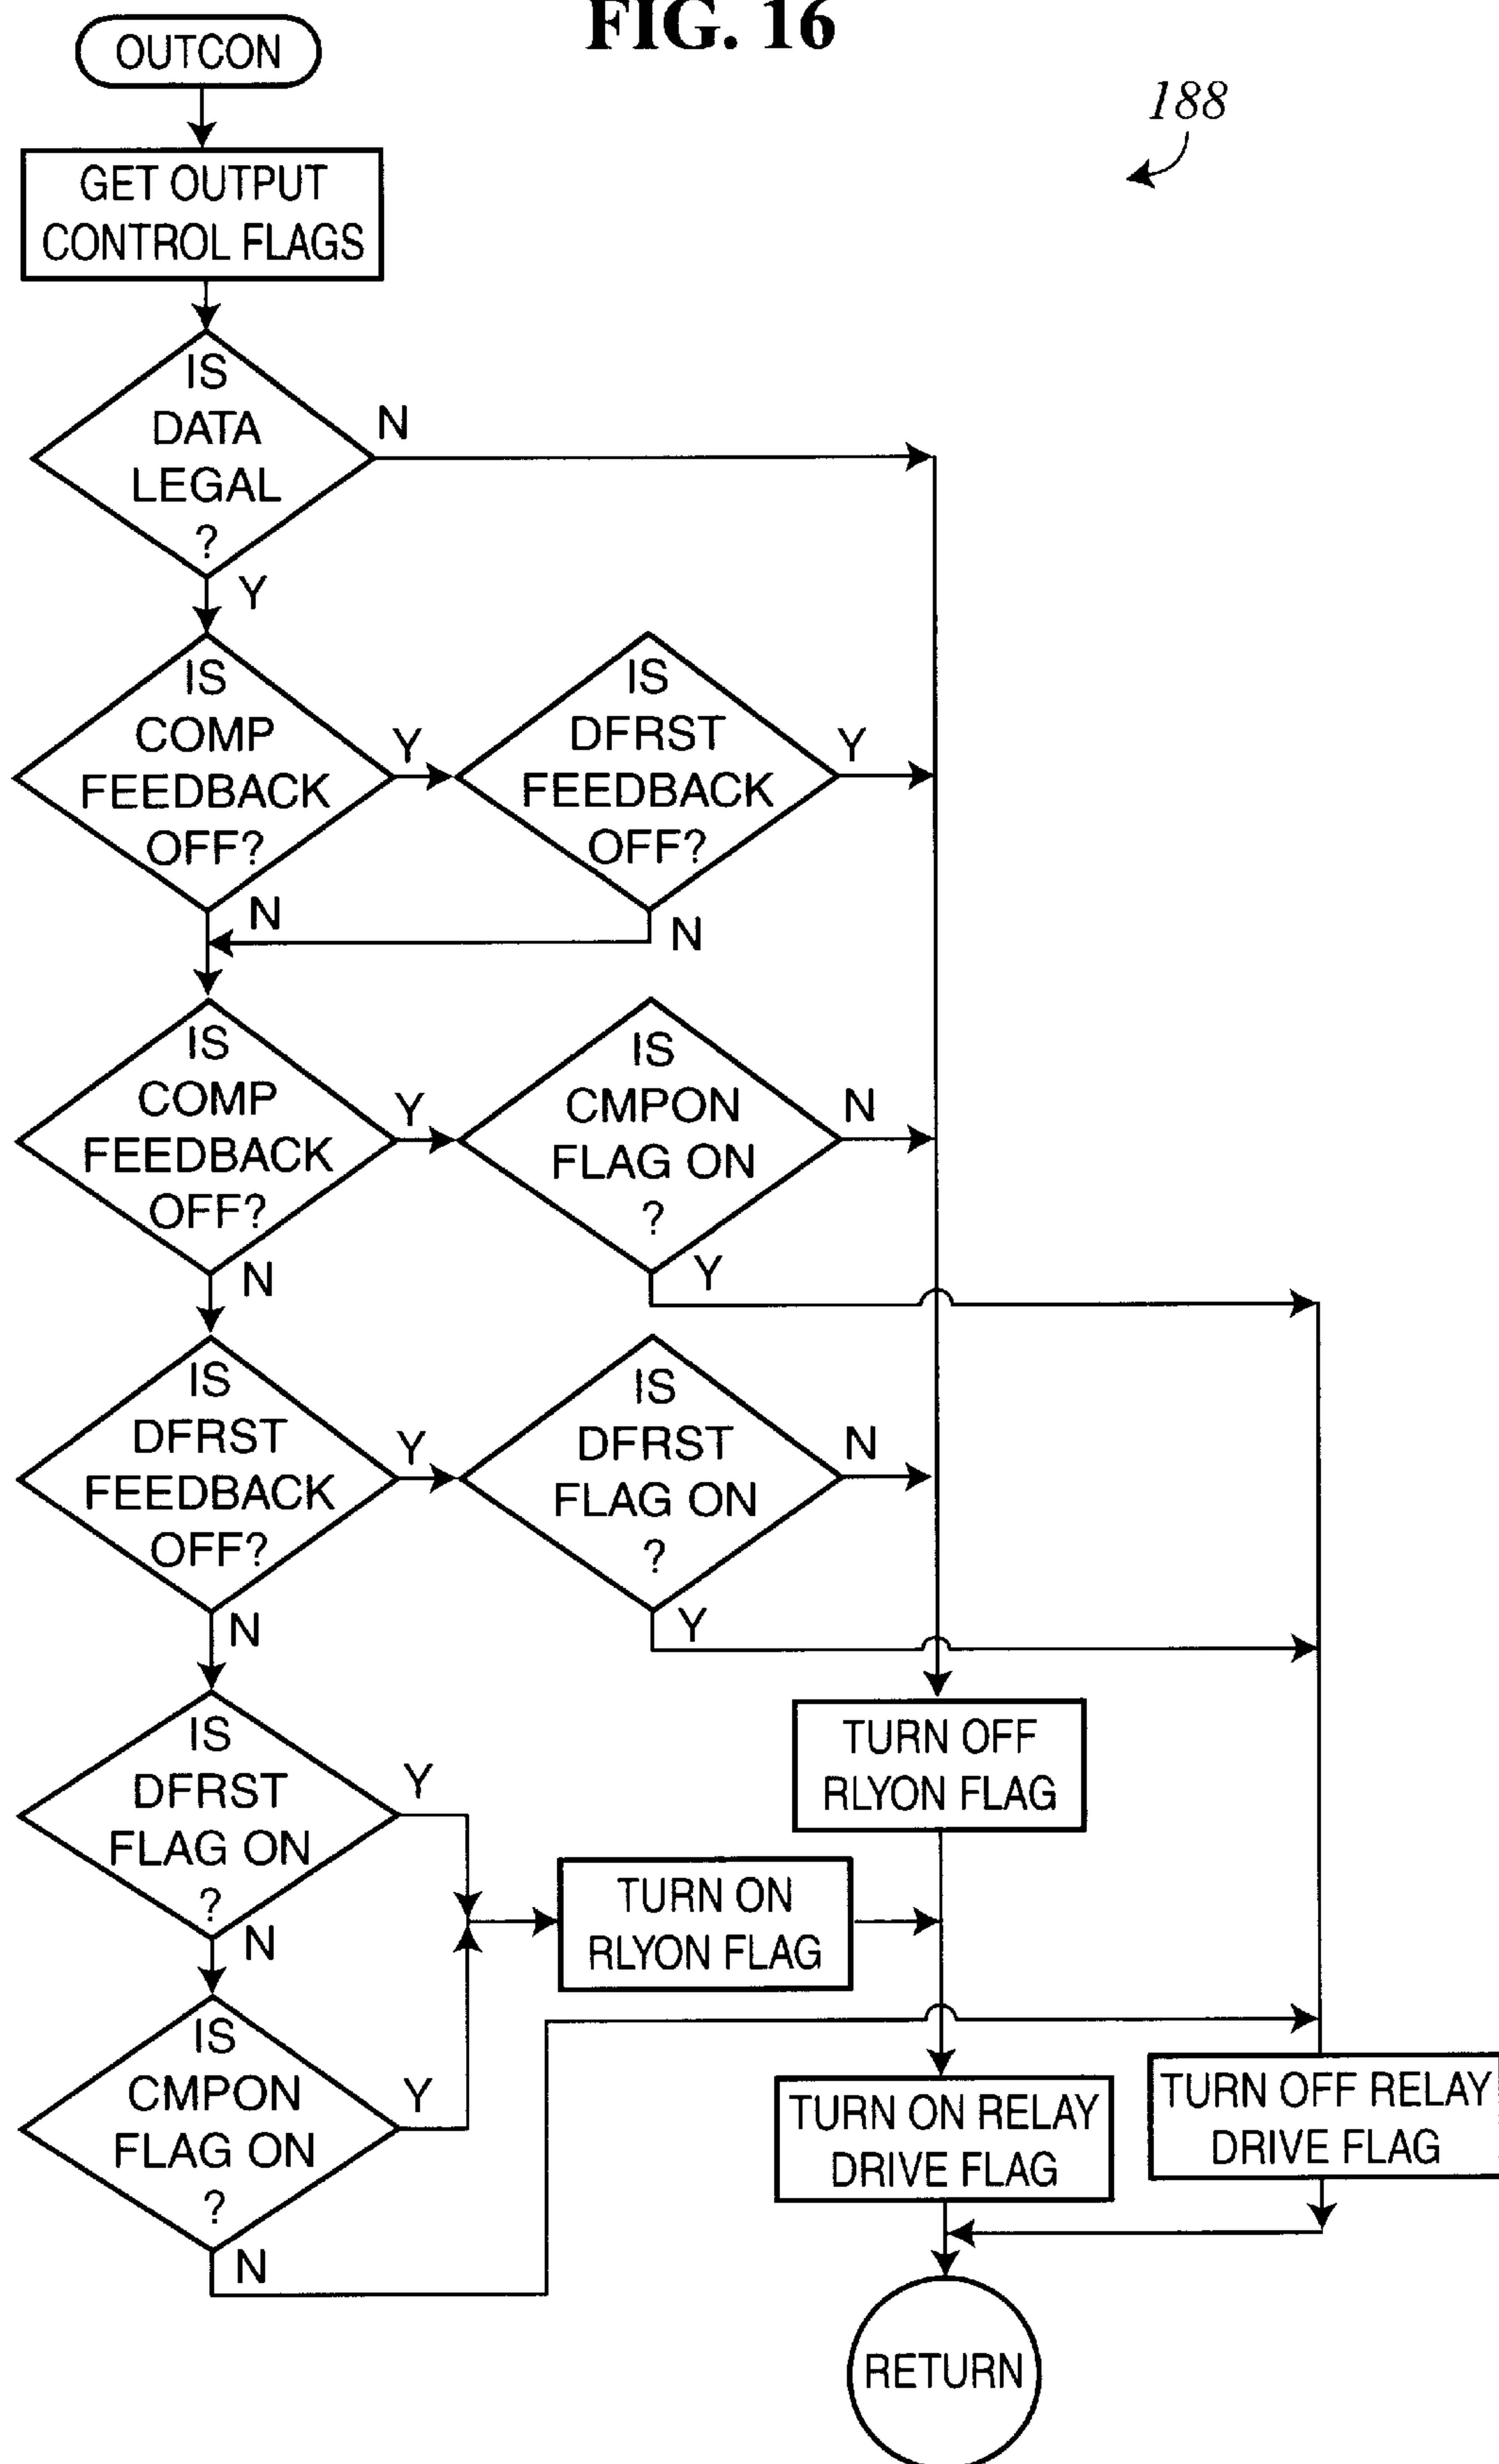 FIG. 16
OUTCON
188
GET OUTPUT
CONTROL FLAGS
IS
DATA
LEGAL
?
N
Y
IS
COMP
FEEDBACK
OFF?
Y
N
IS
DFRST
FEEDBACK
OFF?
Y
N
IS
COMP
FEEDBACK
OFF?
Y
N
IS
CMPON
FLAG ON
?
N
Y
IS
DFRST
FEEDBACK
OFF?
Y
N
IS
DFRST
FLAG ON
?
N
Y
IS
DFRST
FLAG ON
?
Y
N
TURN OFF
RLYON FLAG
TURN ON
RLYON FLAG
IS
CMPON
FLAG ON
?
Y
N
TURN ON RELAY
DRIVE FLAG
TURN OFF RELAY
DRIVE FLAG
RETURN